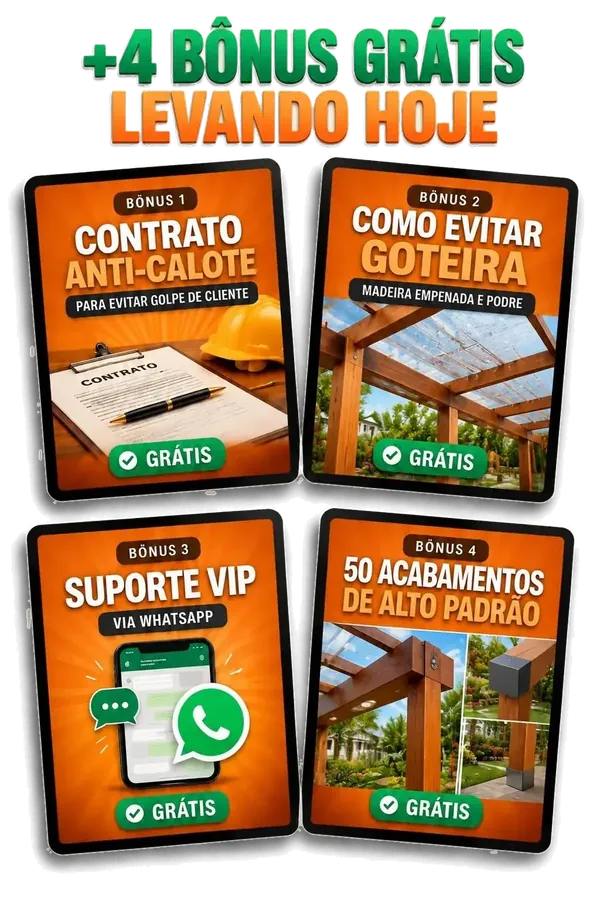 +4 BÔNUS GRÁTIS
LEVANDO HOJE
BÔNUS 1
CONTRATO
ANTI-CALOTE
PARA EVITAR GOLPE DE CLIENTE
CONTRATO
GRÁTIS
BÔNUS 2
COMO EVITAR
GOTEIRA
MADEIRA EMPENADA E PODRE
GRÁTIS
BÔNUS 3
SUPORTE VIP
VIA WHATSAPP
GRÁTIS
BÔNUS 4
50 ACABAMENTOS
DE ALTO PADRÃO
GRÁTIS